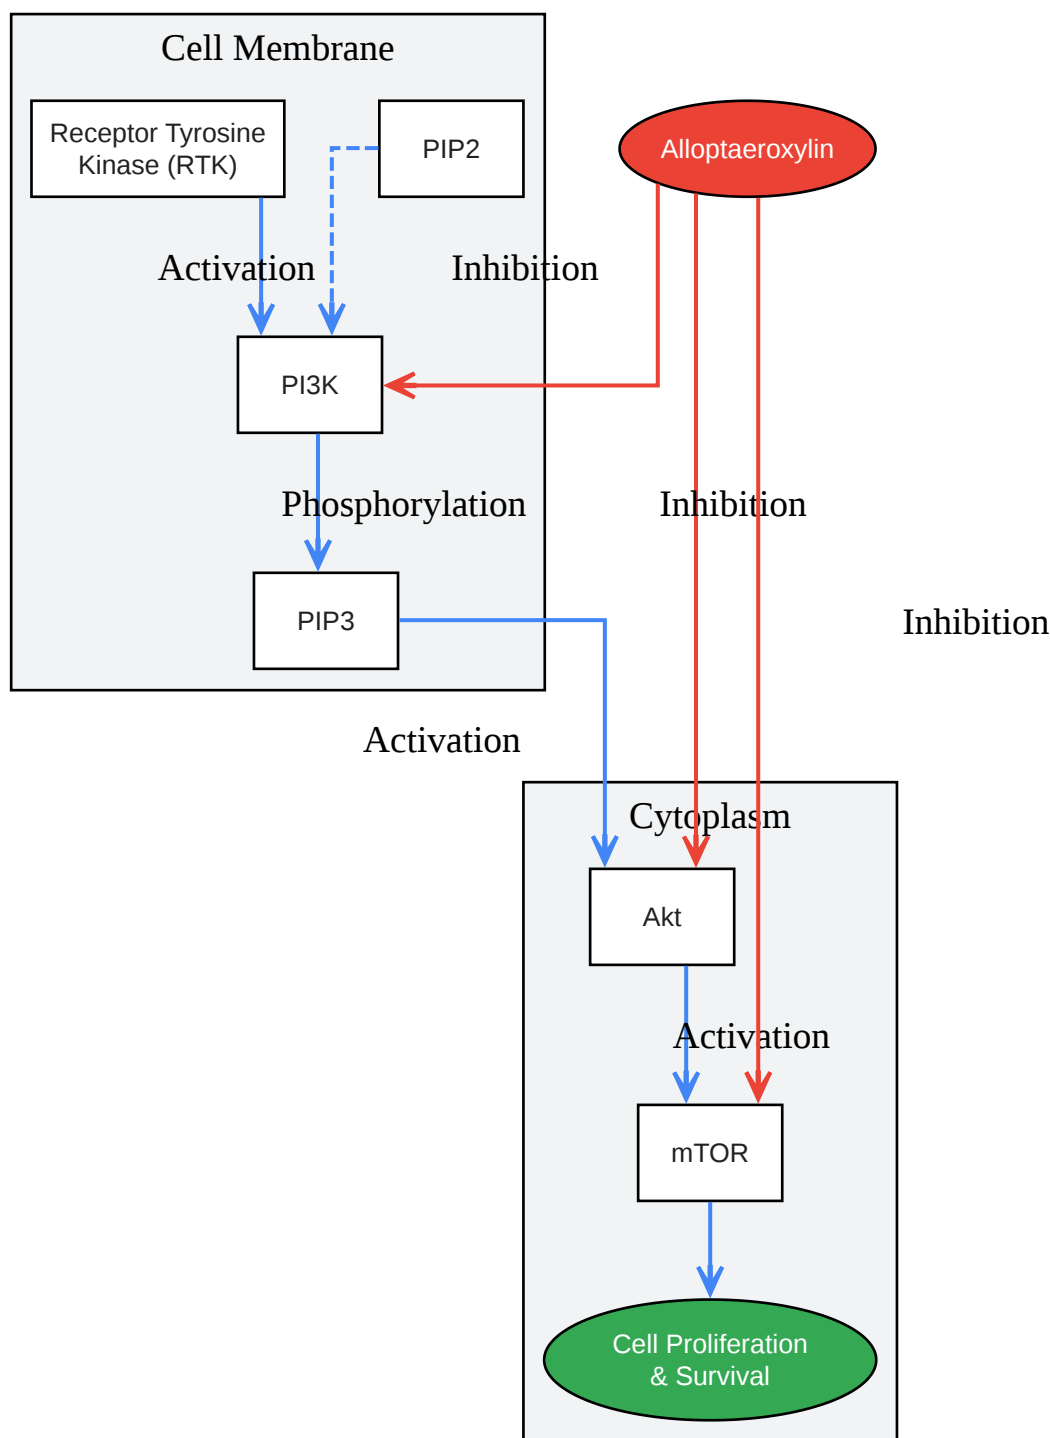 Cell Membrane
Receptor Tyrosine
Kinase (RTK)
PIP2
Alloptaeroxylin
Activation
Inhibition
PI3K
Phosphorylation
Inhibition
PIP3
Inhibition
Activation
Cytoplasm
Akt
Activation
mTOR
Cell Proliferation
& Survival